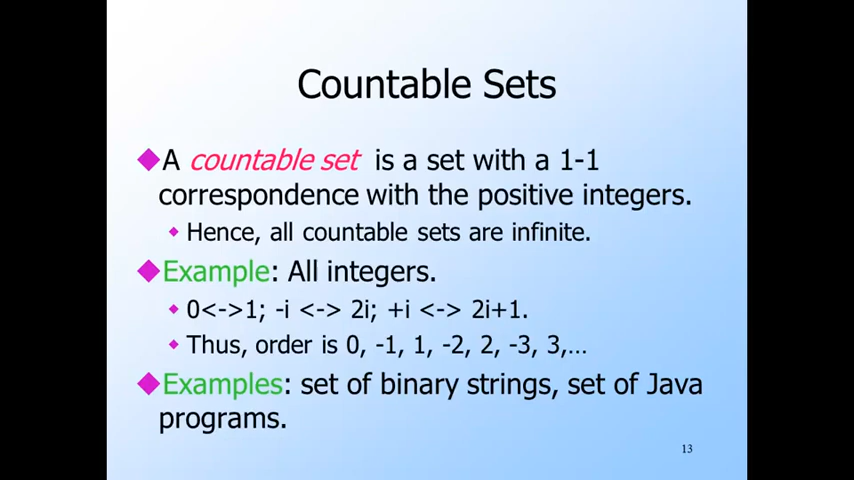 Countable Sets
◆A countable set is a set with a 1-1
correspondence with the positive integers.
◆ Hence, all countable sets are infinite.
◆Example: All integers.
◆ 0<->1; -i <-> 2i; +i <-> 2i+1.
◆ Thus, order is 0, -1, 1, -2, 2, -3, 3,…
◆Examples: set of binary strings, set of Java
programs.
13